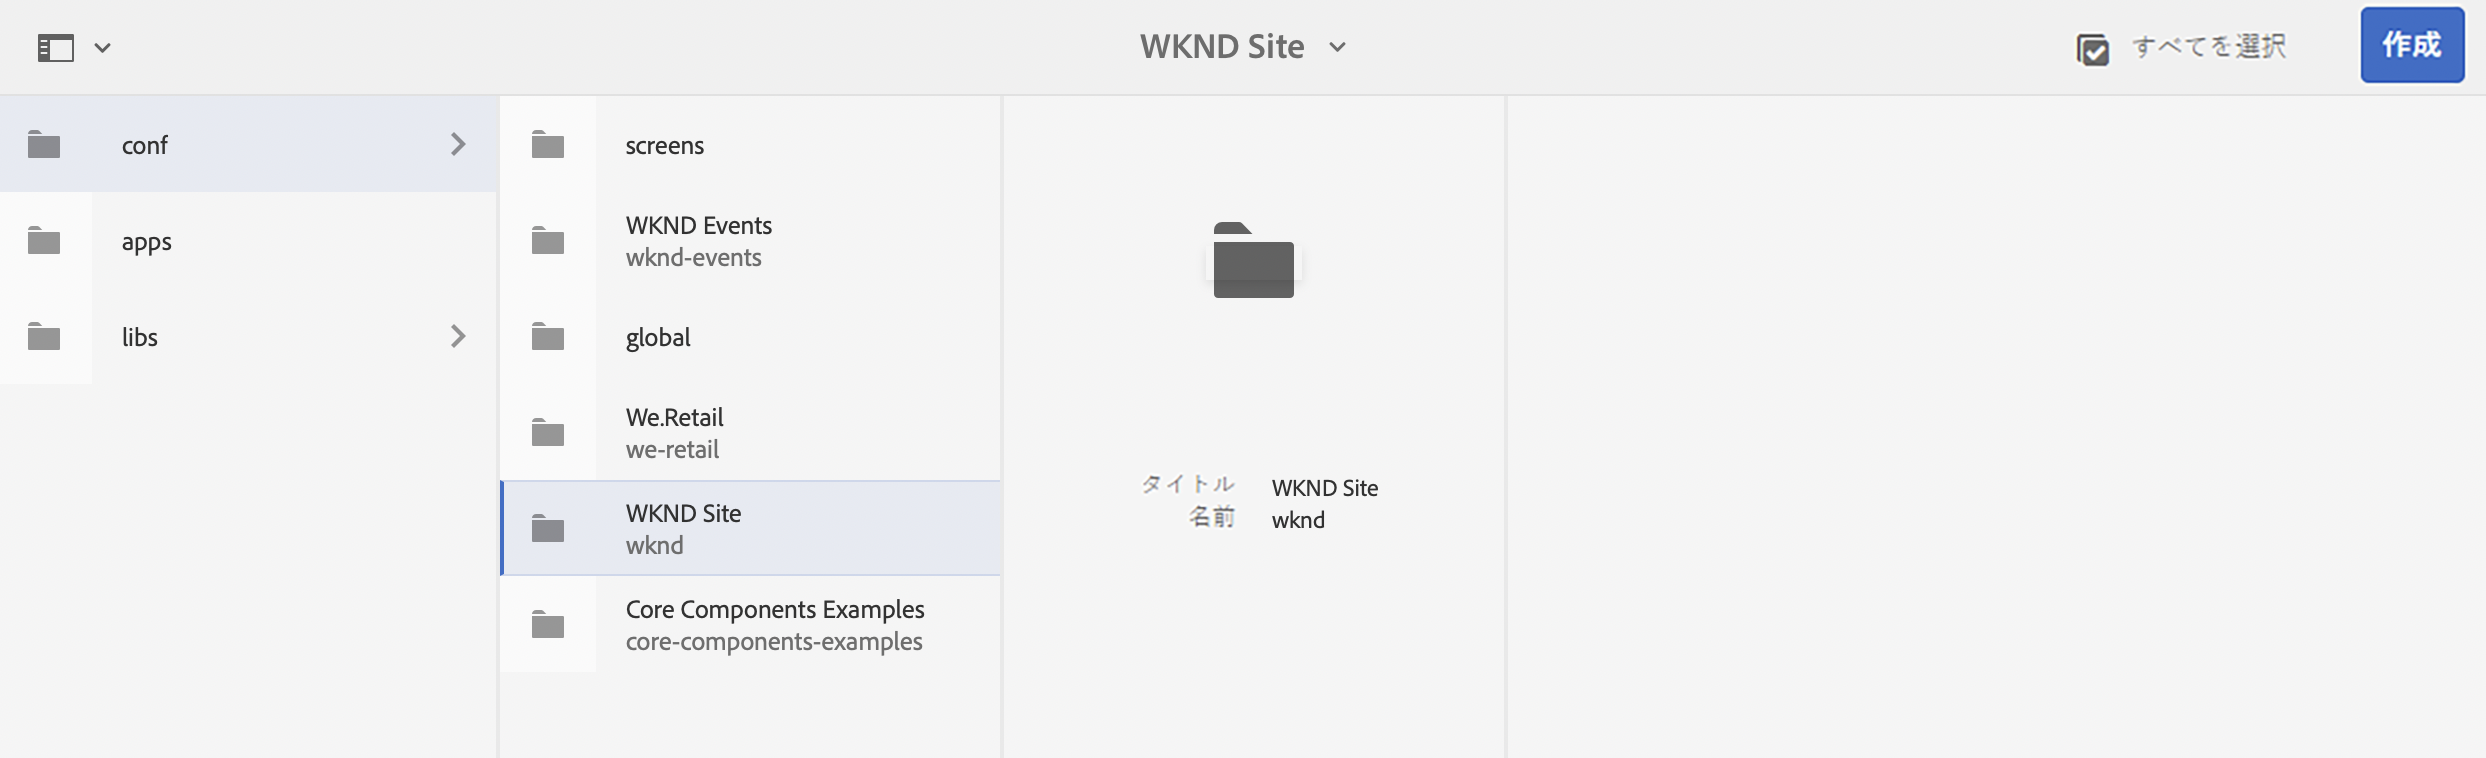 WKND Site
すべてを選択
作成
conf
apps
libs
screens
WKND Events
wknd-events
global
We.Retail
we-retail
WKND Site
wknd
Core Components Examples
core-components-examples
タイトル WKND Site
名前 wknd